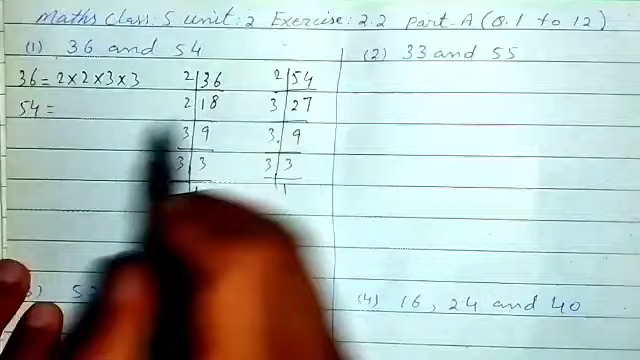 Maths Class: 5 unit: 2 Exercise: 2.2 part-A (Q.1 to 12)
(1) 36 and 54
36 = 2×2×3×3
54 =
2 | 36
2 | 18
3 | 9
3 | 3
1
2 | 54
3 | 27
3 | 9
3 | 3
1
(2) 33 and 55
(4) 16, 24 and 40